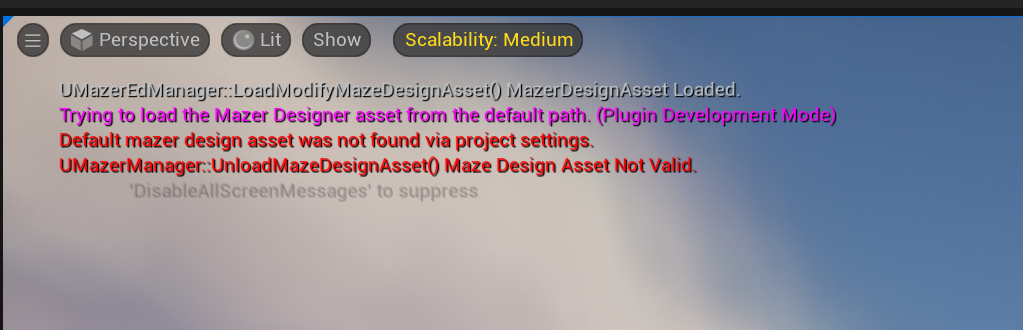 Perspective Lit Show Scalability: Medium
UMazerEdManager::LoadModifyMazeDesignAsset() MazerDesignAsset Loaded.
Trying to load the Mazer Designer asset from the default path. (Plugin Development Mode)
Default mazer design asset was not found via project settings.
UMazerManager::UnloadMazeDesignAsset() Maze Design Asset Not Valid.
'DisableAllScreenMessages' to suppress